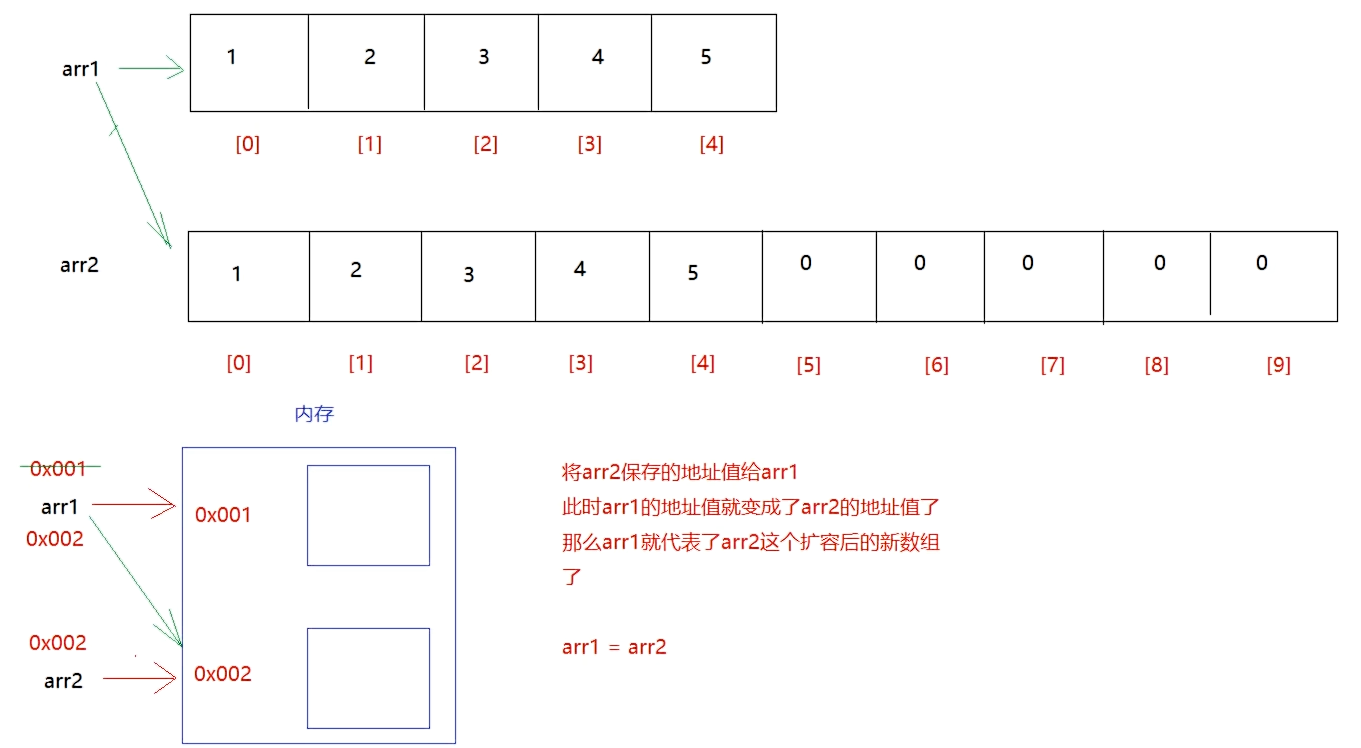 1 2 3 4 5
arr1
[0] [1] [2] [3] [4]
arr2
1 2 3 4 5 0 0 0 0 0
[0] [1] [2] [3] [4] [5] [6] [7] [8] [9]
内存
0x001
arr1
0x001
0x002
0x002
arr2
0x002
将arr2保存的地址值给arr1
此时arr1的地址值就变成了arr2的地址值了
那么arr1就代表了arr2这个扩容后的新数组
了
arr1 = arr2